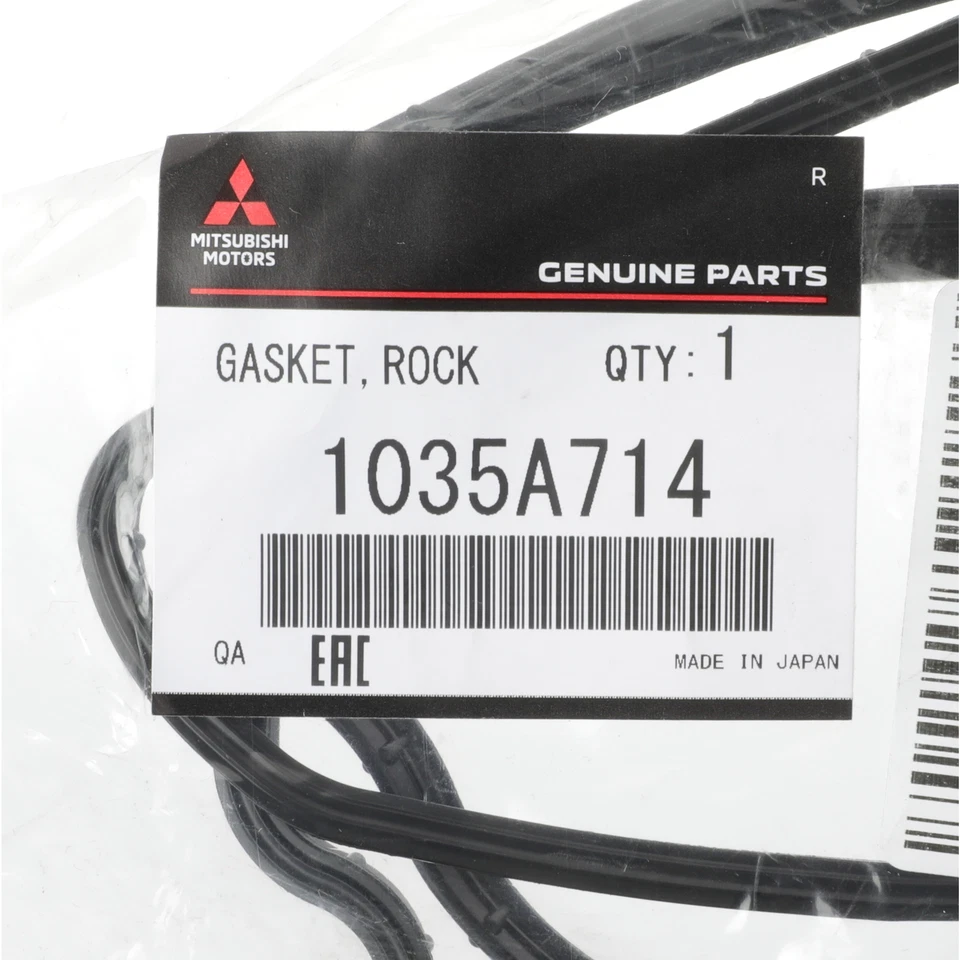 R
MITSUBISHI
MOTORS
GENUINE PARTS
GASKET, ROCK QTY: 1
1035A714
QA EAC MADE IN JAPAN